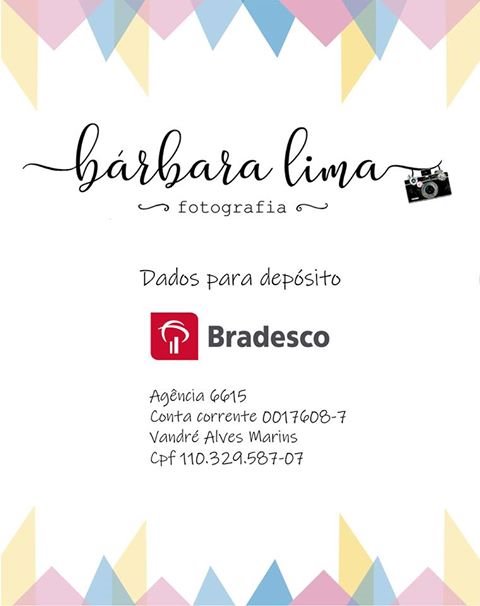 bárbara lima
fotografia
Dados para depósito
Bradesco
Agência 6615
Conta corrente 0017608-7
Vandré Alves Marins
Cpf 110.329.587-07